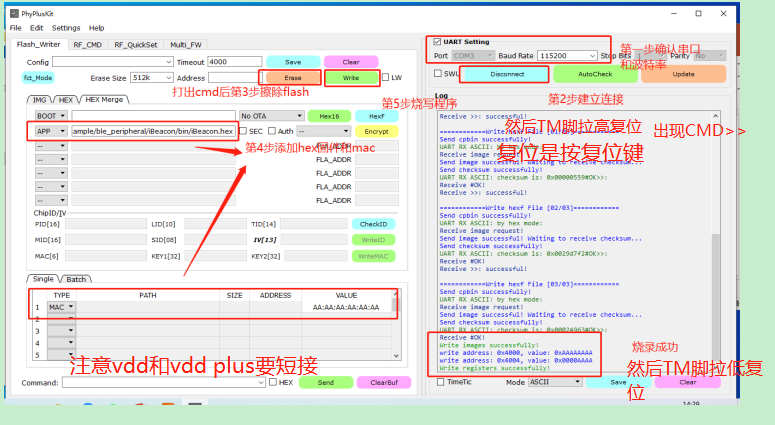 PhyPlusKit
File Edit Settings Help
Flash_Writer RF_CMD RF_QuickSet Multi_FW
Config Timeout 4000 Save Clear
fct_Mode Erase Size 512k Address Erase Write LW
打出cmd后第3步擦除flash
第5步烧写程序
IMG HEX HEX Merge
BOOT No OTA Hex16 HexF
APP ample/ble_peripheral/iBeacon/bin/iBeacon.hex SEC Auth -- Encrypt
-- FLA_ADDR
第4步添加hex固件和mac
-- FLA_ADDR
-- FLA_ADDR
-- FLA_ADDR
ChipID/IV
PID[16] LID[10] TID[14] CheckID
MID[16] SID[08] IV[13] WriteID
MAC[6] KEY1[32] KEY2[32] WriteMAC
Single Batch
TYPE PATH SIZE ADDRESS VALUE
1 MAC AA:AA:AA:AA:AA:AA
2
3
4
5
注意vdd和vdd plus要短接
Command: HEX Send ClearBuf
UART Setting
Port COM3 Baud Rate 115200 Stop Bits 1 Parity No
第一步确认串口
和波特率
SWU Disconnect AutoCheck Update
第2步建立连接
Log
Receive >>: successful!
然后TM脚拉高复位 出现CMD>>
============Write hexf File [02/03]============
Send cpbin successfully!
UART RX ASCII: by hex mode:
复位是按复位键
Receive image request!
Send image successful! Waiting to receive checksum...
Send checksum successfully!
UART RX ASCII: checksum is: 0x00000559#OK>>:
Receive #OK!
Receive >>: successful!
============Write hexf File [02/03]============
Send cpbin successfully!
UART RX ASCII: by hex mode:
Receive image request!
Send image successful! Waiting to receive checksum...
Send checksum successfully!
UART RX ASCII: checksum is: 0x0029d7f2#OK>>:
Receive #OK!
Receive >>: successful!
============Write hexf File [03/03]============
Send cpbin successfully!
UART RX ASCII: by hex mode:
Receive image request!
Send image successful! Waiting to receive checksum...
Send checksum successfully!
UART RX ASCII: checksum is: 0x00024963#OK>>:
Receive #OK!
Write images successfully!
write address: 0x4000, value: 0xAAAAAAAA
write address: 0x4004, value: 0x0000AAAA
Write registers successfully!
烧录成功
然后TM脚拉低复
位
TimeTic Mode ASCII Save Clear
14:29